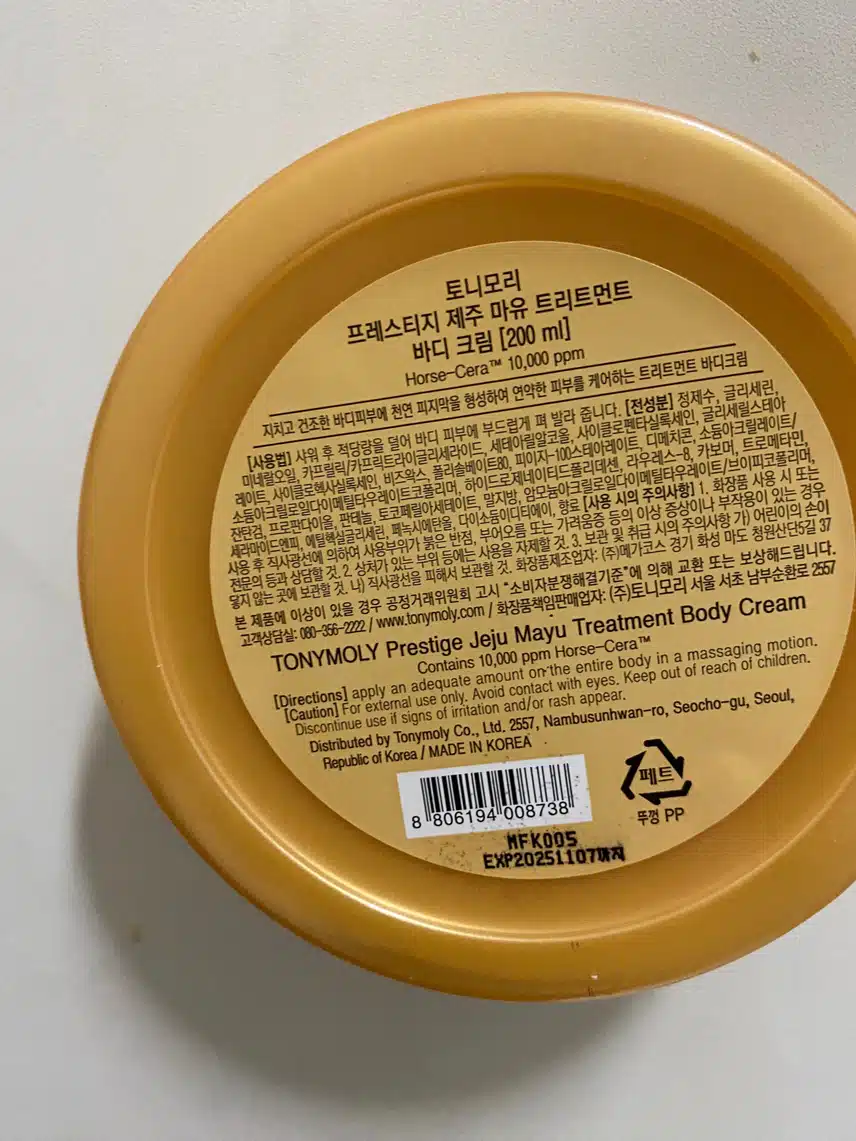 토니모리
프레스티지 제주 마유 트리트먼트
바디 크림 [200 ml]
Horse-Cera™ 10,000 ppm
지치고 건조한 바디피부에 천연 피지막을 형성하여 연약한 피부를 케어하는 트리트먼트 바디크림
[사용법] 샤워 후 적당량을 덜어 바디 피부에 부드럽게 펴 발라 줍니다. [전성분] 정제수, 글리세린,
미네랄오일, 카프릴릭/카프릭트라이글리세라이드, 세테아릴알코올, 사이클로펜타실록세인, 글리세릴스테아
레이트, 사이클로헥사실록세인, 비즈왁스, 폴리솔베이트80, 피이지-100스테아레이트, 디메치콘, 소듐아크릴레이트/
소듐아크릴로일다이메틸타우레이트코폴리머, 하이드로제네이티드폴리데센, 라우레스-8, 카보머, 트로메타민,
잔탄검, 프로판다이올, 판테놀, 토코페릴아세테이트, 말지방, 암모늄아크릴로일다이메틸타우레이트/브이피코폴리머,
세라마이드엔피, 에틸헥실글리세린, 페녹시에탄올, 다이소듐이디티에이, 향료 [사용 시의 주의사항] 1. 화장품 사용 시 또는
사용 후 직사광선에 의하여 사용부위가 붉은 반점, 부어오름 또는 가려움증 등의 이상 증상이나 부작용이 있는 경우
전문의 등과 상담할 것. 2. 상처가 있는 부위 등에는 사용을 자제할 것. 3. 보관 및 취급 시의 주의사항 가) 어린이의 손이
닿지 않는 곳에 보관할 것. 나) 직사광선을 피해서 보관할 것. 화장품제조업자: (주)메가코스 경기 화성 마도 청원산단5길 37
본 제품에 이상이 있을 경우 공정거래위원회 고시 "소비자분쟁해결기준"에 의해 교환 또는 보상해드립니다.
고객상담실: 080-356-2222 / www.tonymoly.com / 화장품책임판매업자: (주)토니모리 서울 서초 남부순환로 2557
TONYMOLY Prestige Jeju Mayu Treatment Body Cream
Contains 10,000 ppm Horse-Cera™
[Directions] apply an adequate amount on the entire body in a massaging motion.
[Caution] For external use only. Avoid contact with eyes. Keep out of reach of children.
Discontinue use if signs of irritation and/or rash appear.
Distributed by Tonymoly Co., Ltd. 2557, Nambusunhwan-ro, Seocho-gu, Seoul,
Republic of Korea / MADE IN KOREA
8 806194 008738
페트
뚜껑 PP
MFK005
EXP20251107까지